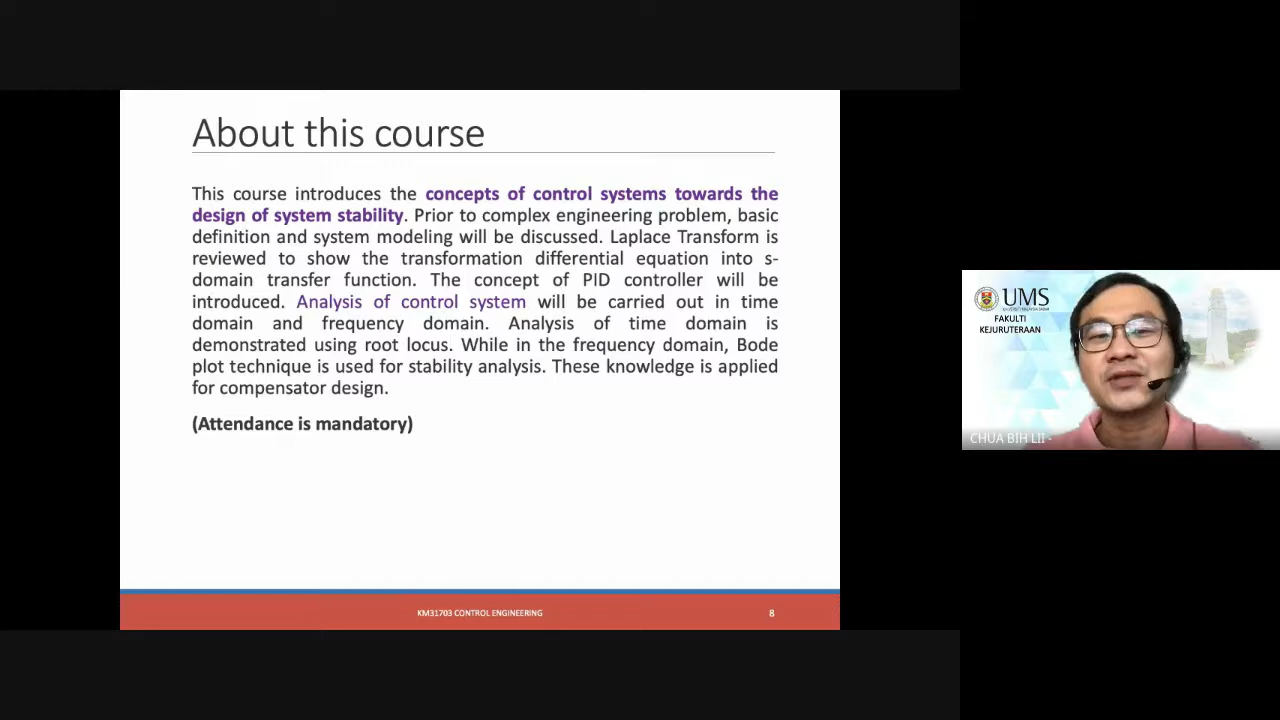 About this course
This course introduces the concepts of control systems towards the
design of system stability. Prior to complex engineering problem, basic
definition and system modeling will be discussed. Laplace Transform is
reviewed to show the transformation differential equation into s-
domain transfer function. The concept of PID controller will be
introduced. Analysis of control system will be carried out in time
domain and frequency domain. Analysis of time domain is
demonstrated using root locus. While in the frequency domain, Bode
plot technique is used for stability analysis. These knowledge is applied
for compensator design.
(Attendance is mandatory)
KM31703 CONTROL ENGINEERING
8
UMS
UNIVERSITI MALAYSIA SABAH
FAKULTI
KEJURUTERAAN
CHUA BIH LII -